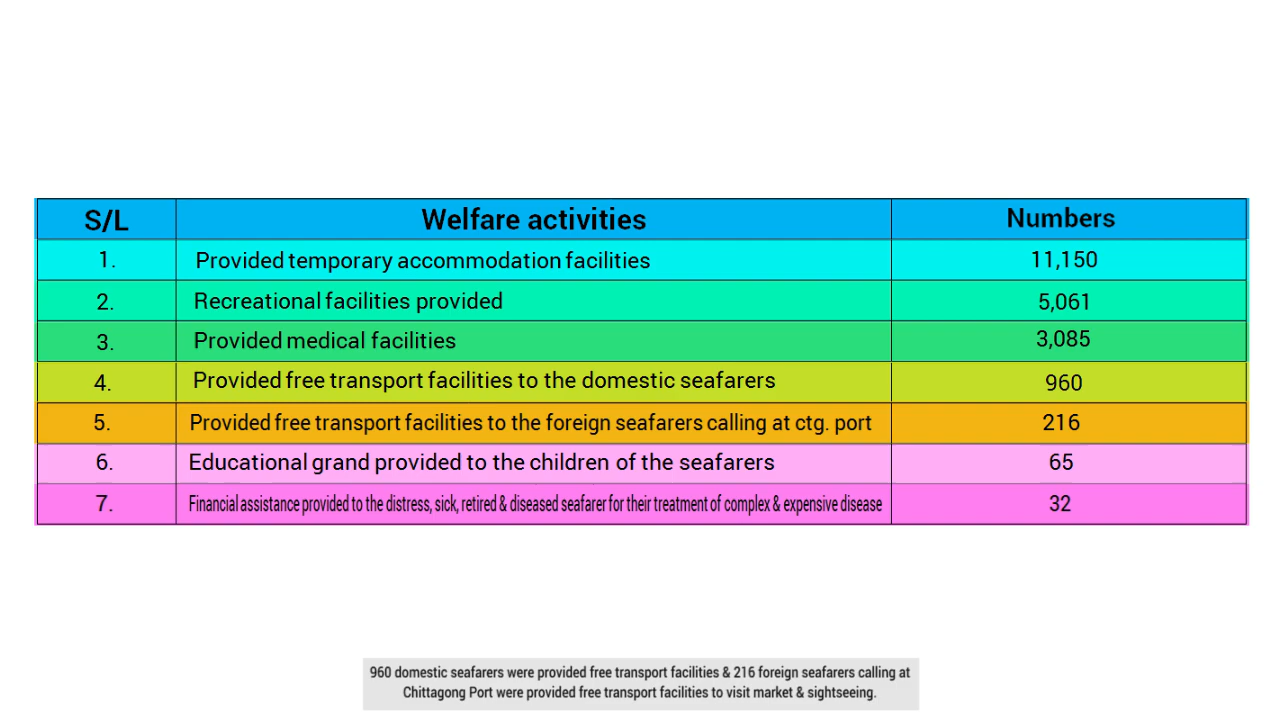 S/L Welfare activities Numbers
1. Provided temporary accommodation facilities 11,150
2. Recreational facilities provided 5,061
3. Provided medical facilities 3,085
4. Provided free transport facilities to the domestic seafarers 960
5. Provided free transport facilities to the foreign seafarers calling at ctg. port 216
6. Educational grand provided to the children of the seafarers 65
7. Financial assistance provided to the distress, sick, retired & diseased seafarer for their treatment of complex & expensive disease 32
960 domestic seafarers were provided free transport facilities & 216 foreign seafarers calling at
Chittagong Port were provided free transport facilities to visit market & sightseeing.